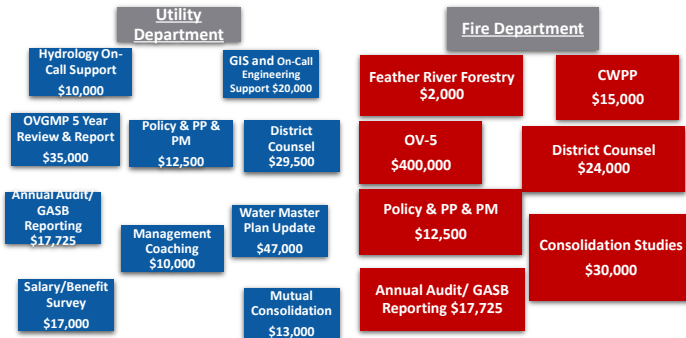 Utility
Department
Fire Department
Hydrology On-
Call Support
$10,000
GIS and On-Call
Engineering
Support $20,000
OVGMP 5 Year
Review & Report
$35,000
Policy & PP &
PM
$12,500
District
Counsel
$29,500
Annual Audit/
GASB
Reporting
$17,725
Management
Coaching
$10,000
Water Master
Plan Update
$47,000
Salary/Benefit
Survey
$17,000
Mutual
Consolidation
$13,000
Feather River Forestry
$2,000
CWPP
$15,000
OV-5
$400,000
District Counsel
$24,000
Policy & PP & PM
$12,500
Consolidation Studies
$30,000
Annual Audit/ GASB
Reporting $17,725